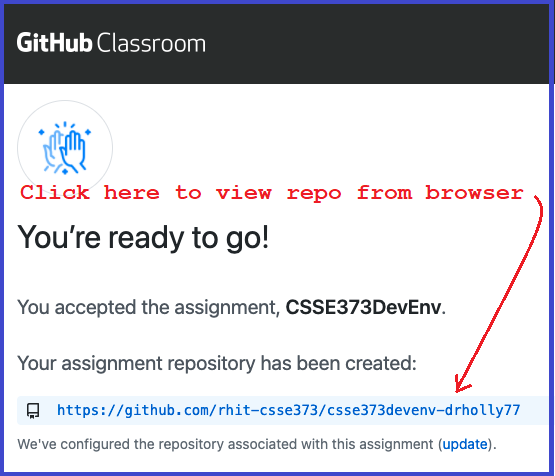 GitHub Classroom
Click here to view repo from browser
You’re ready to go!
You accepted the assignment, CSSE373DevEnv.
Your assignment repository has been created:
https://github.com/rhit-csse373/csse373devenv-drholly77
We've configured the repository associated with this assignment (update).